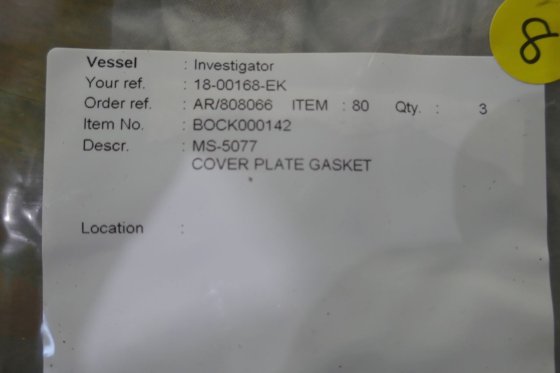 Vessel : Investigator
Your ref. : 18-00168-EK
Order ref. : AR/808066 ITEM : 80 Qty. : 3
Item No. : BOCK000142
Descr. : MS-5077
COVER PLATE GASKET
Location :
8